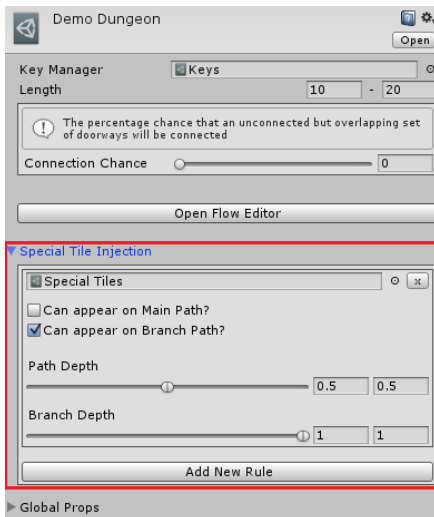 Demo Dungeon
Open
Key Manager Keys
Length 10 - 20
The percentage chance that an unconnected but overlapping set
of doorways will be connected
Connection Chance 0
Open Flow Editor
Special Tile Injection
Special Tiles x
Can appear on Main Path?
Can appear on Branch Path?
Path Depth
0.5 0.5
Branch Depth
1 1
Add New Rule
Global Props